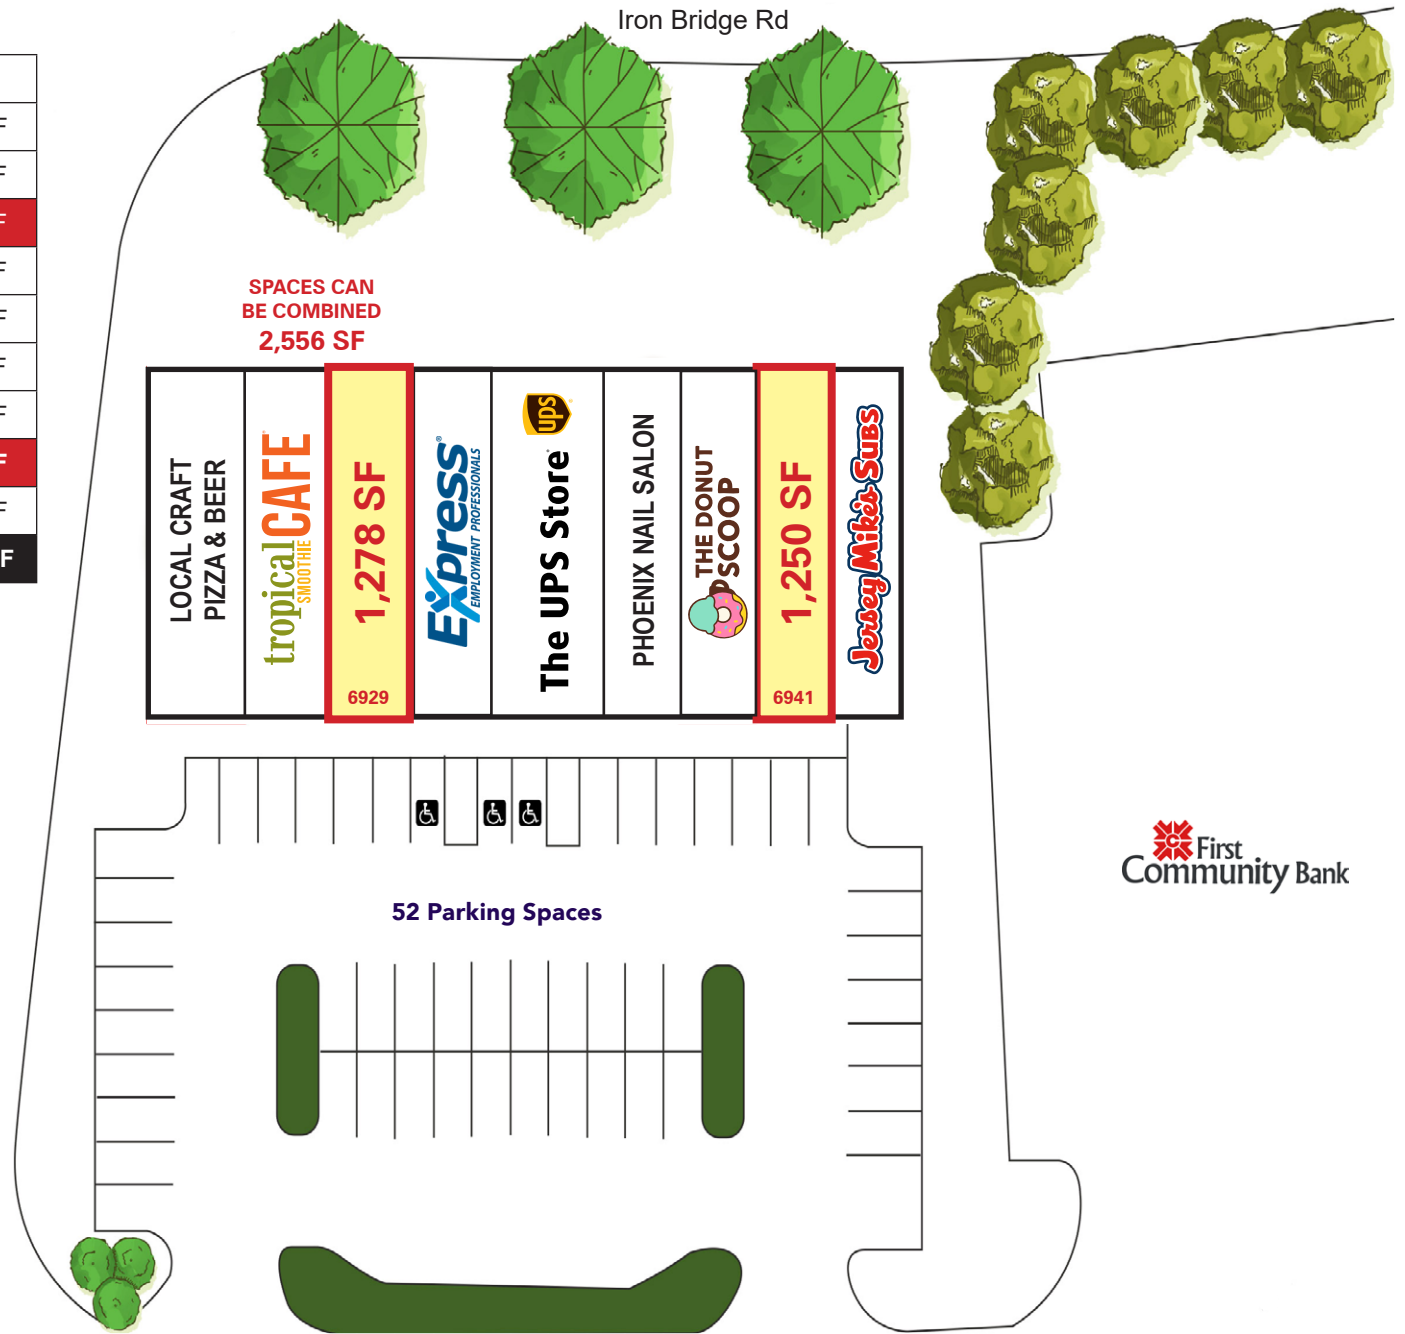 Iron Bridge Rd
F
F
F
F
F
F
F
F
F
F
SPACES CAN
BE COMBINED
2,556 SF
LOCAL CRAFT
PIZZA & BEER
tropical CAFE
SMOOTHIE
1,278 SF
6929
Express®
EMPLOYMENT PROFESSIONALS
ups
The UPS Store
PHOENIX NAIL SALON
THE DONUT
SCOOP
1,250 SF
6941
Jersey Mike's Subs
52 Parking Spaces
First
Community Bank